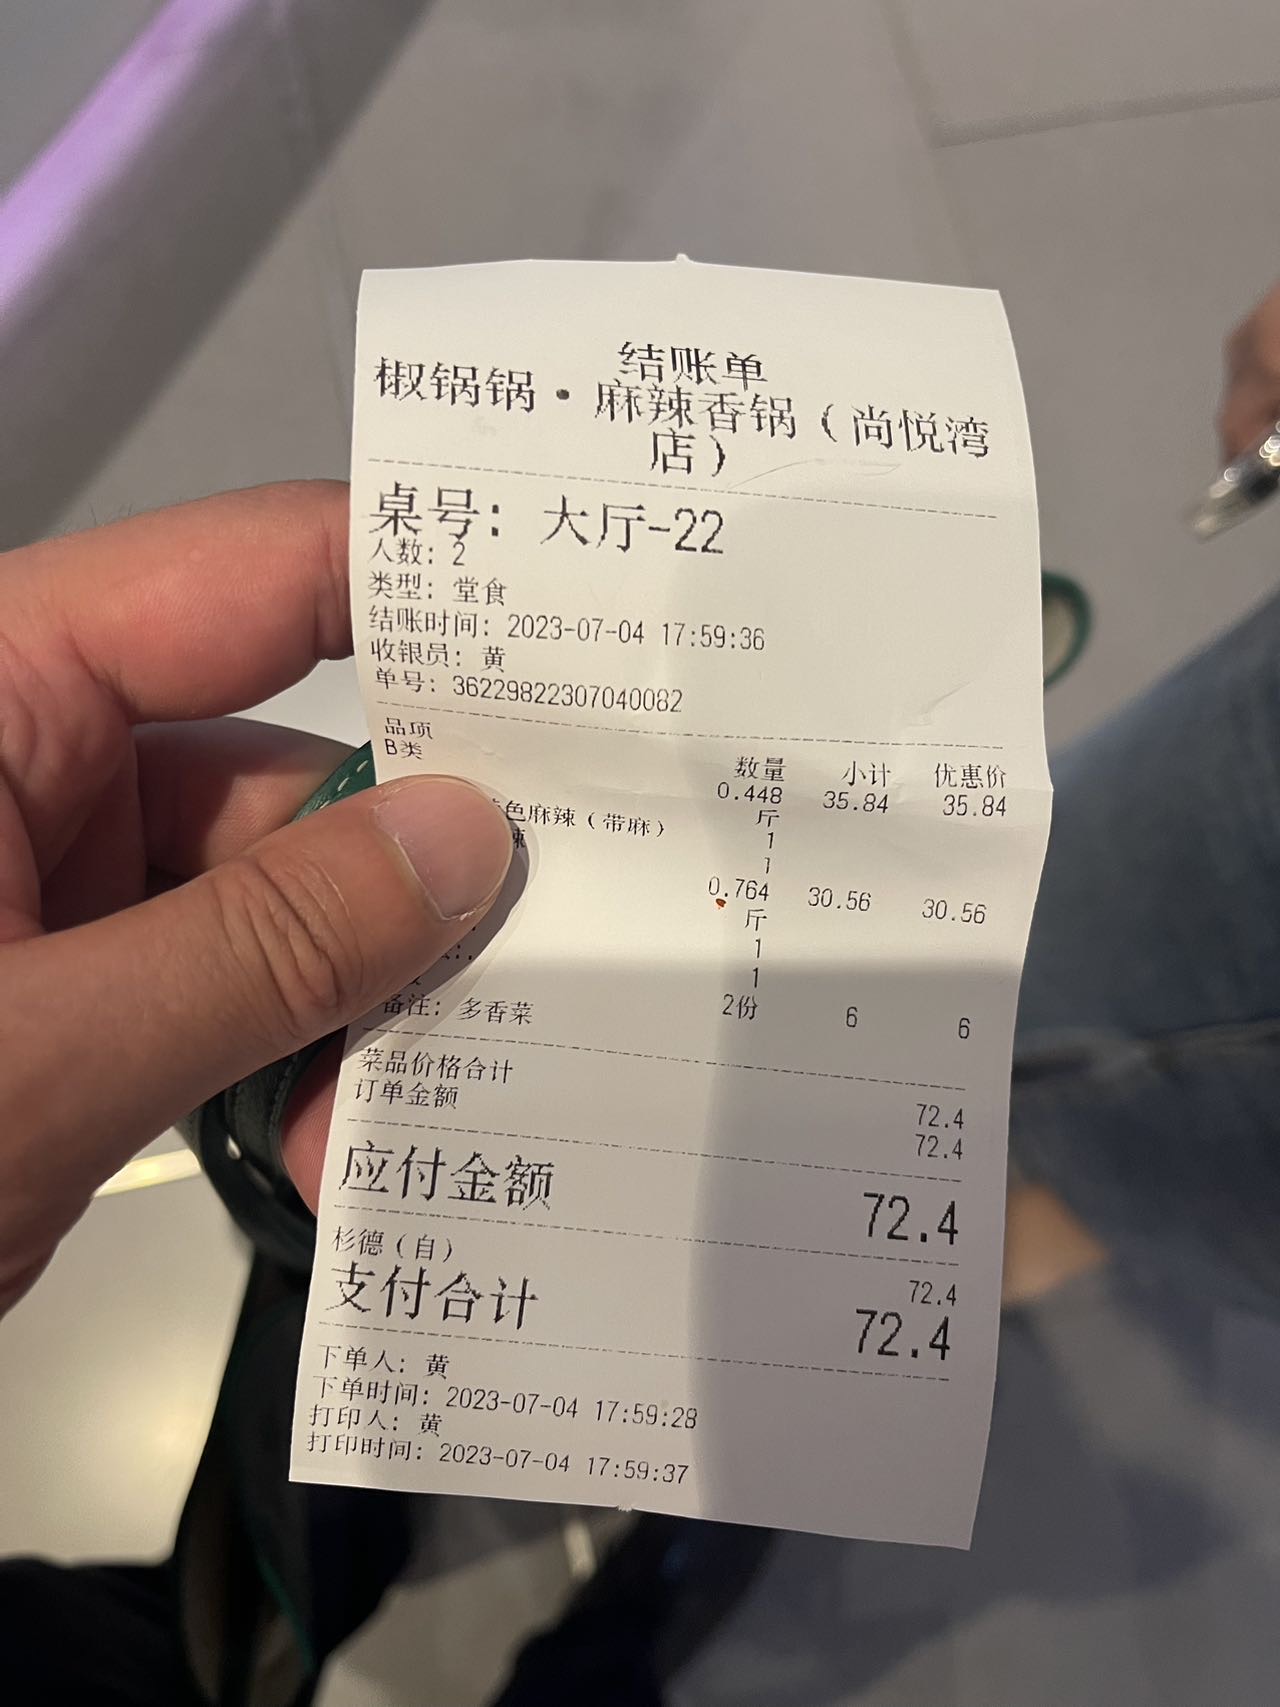 结账单
椒锅锅·麻辣香锅(尚悦湾
店)
桌号: 大厅-22
人数: 2
类型: 堂食
结账时间: 2023-07-04 17:59:36
收银员: 黄
单号: 36229822307040082
品项 数量 小计 优惠价
B类 0.448 35.84 35.84
斤
色麻辣(带麻) 1
辣 1
0.764 30.56 30.56
斤
1
1
2份 6 6
备注: 多香菜
菜品价格合计 72.4
订单金额 72.4
应付金额 72.4
杉德(自) 72.4
支付合计 72.4
下单人: 黄
下单时间: 2023-07-04 17:59:28
打印人: 黄
打印时间: 2023-07-04 17:59:37